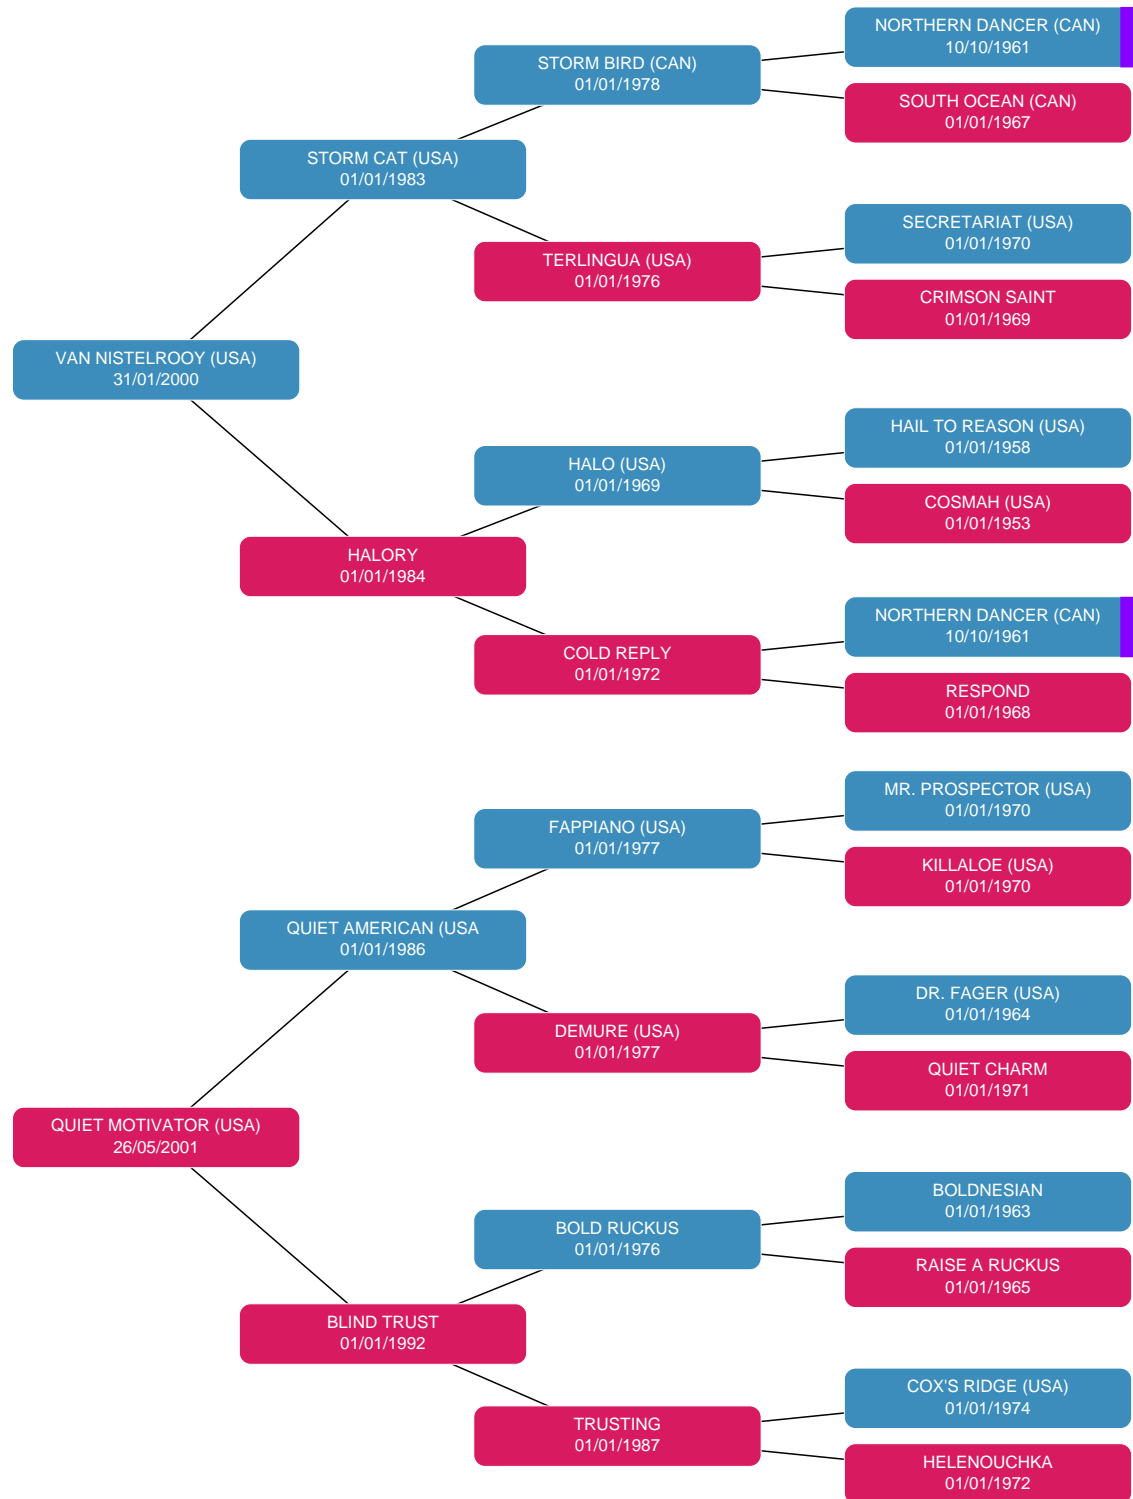 NORTHERN DANCER (CAN)
10/10/1961
STORM BIRD (CAN)
01/01/1978
SOUTH OCEAN (CAN)
01/01/1967
STORM CAT (USA)
01/01/1983
SECRETARIAT (USA)
01/01/1970
TERLINGUA (USA)
01/01/1976
CRIMSON SAINT
01/01/1969
VAN NISTELROOY (USA)
31/01/2000
HAIL TO REASON (USA)
01/01/1958
HALO (USA)
01/01/1969
COSMAH (USA)
01/01/1953
HALORY
01/01/1984
NORTHERN DANCER (CAN)
10/10/1961
COLD REPLY
01/01/1972
RESPOND
01/01/1968
MR. PROSPECTOR (USA)
01/01/1970
FAPPIANO (USA)
01/01/1977
KILLALOE (USA)
01/01/1970
QUIET AMERICAN (USA
01/01/1986
DR. FAGER (USA)
01/01/1964
DEMURE (USA)
01/01/1977
QUIET CHARM
01/01/1971
QUIET MOTIVATOR (USA)
26/05/2001
BOLDNESIAN
01/01/1963
BOLD RUCKUS
01/01/1976
RAISE A RUCKUS
01/01/1965
BLIND TRUST
01/01/1992
COX'S RIDGE (USA)
01/01/1974
TRUSTING
01/01/1987
HELENOUCHKA
01/01/1972